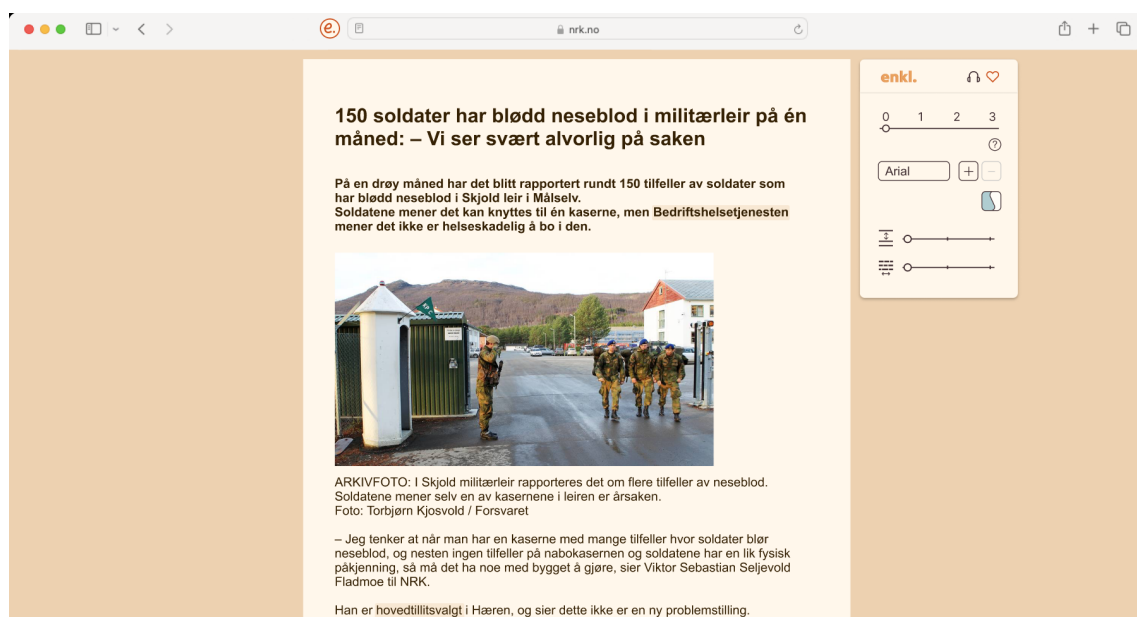 e.
nrk.no
150 soldater har blødd neseblod i militærleir på én
måned: – Vi ser svært alvorlig på saken
På en drøy måned har det blitt rapportert rundt 150 tilfeller av soldater som
har blødd neseblod i Skjold leir i Målselv.
Soldatene mener det kan knyttes til én kaserne, men Bedriftshelsetjenesten
mener det ikke er helseskadelig å bo i den.
ARKIVFOTO: I Skjold militærleir rapporteres det om flere tilfeller av neseblod.
Soldatene mener selv en av kasernene i leiren er årsaken.
Foto: Torbjørn Kjosvold / Forsvaret
– Jeg tenker at når man har en kaserne med mange tilfeller hvor soldater blør
neseblod, og nesten ingen tilfeller på nabokasernen og soldatene har en lik fysisk
påkjenning, så må det ha noe med bygget å gjøre, sier Viktor Sebastian Seljevold
Fladmoe til NRK.
Han er hovedtillitsvalgt i Hæren, og sier dette ikke er en ny problemstilling.
enkl.
0 1 2 3
?
Arial + −